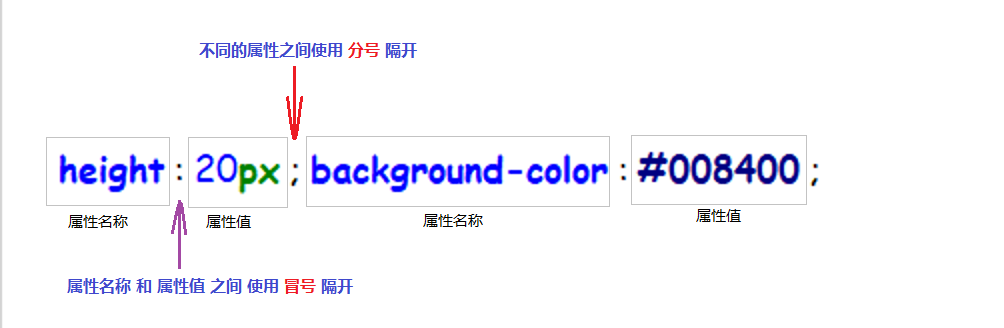 不同的属性之间使用 分号 隔开
height : 20px ; background-color : #008400 ;
属性名称 属性值 属性名称 属性值
属性名称 和 属性值 之间 使用 冒号 隔开